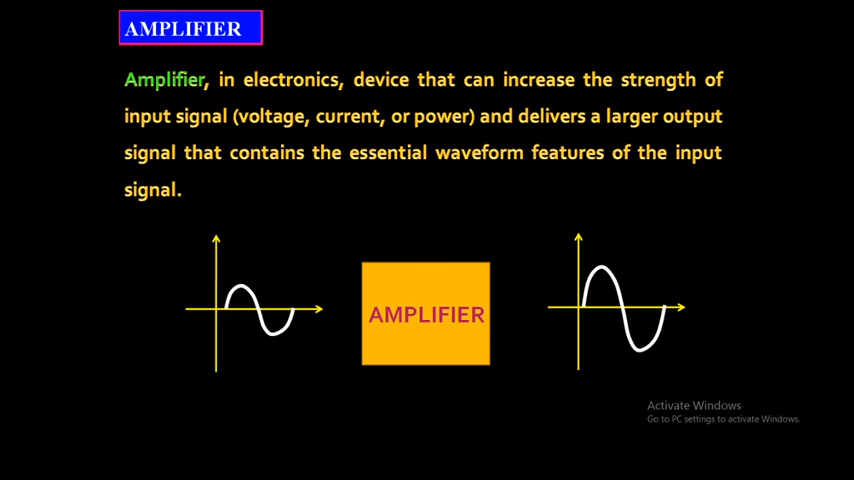 AMPLIFIER
Amplifier, in electronics, device that can increase the strength of
input signal (voltage, current, or power) and delivers a larger output
signal that contains the essential waveform features of the input
signal.
AMPLIFIER
Activate Windows
Go to PC settings to activate Windows.